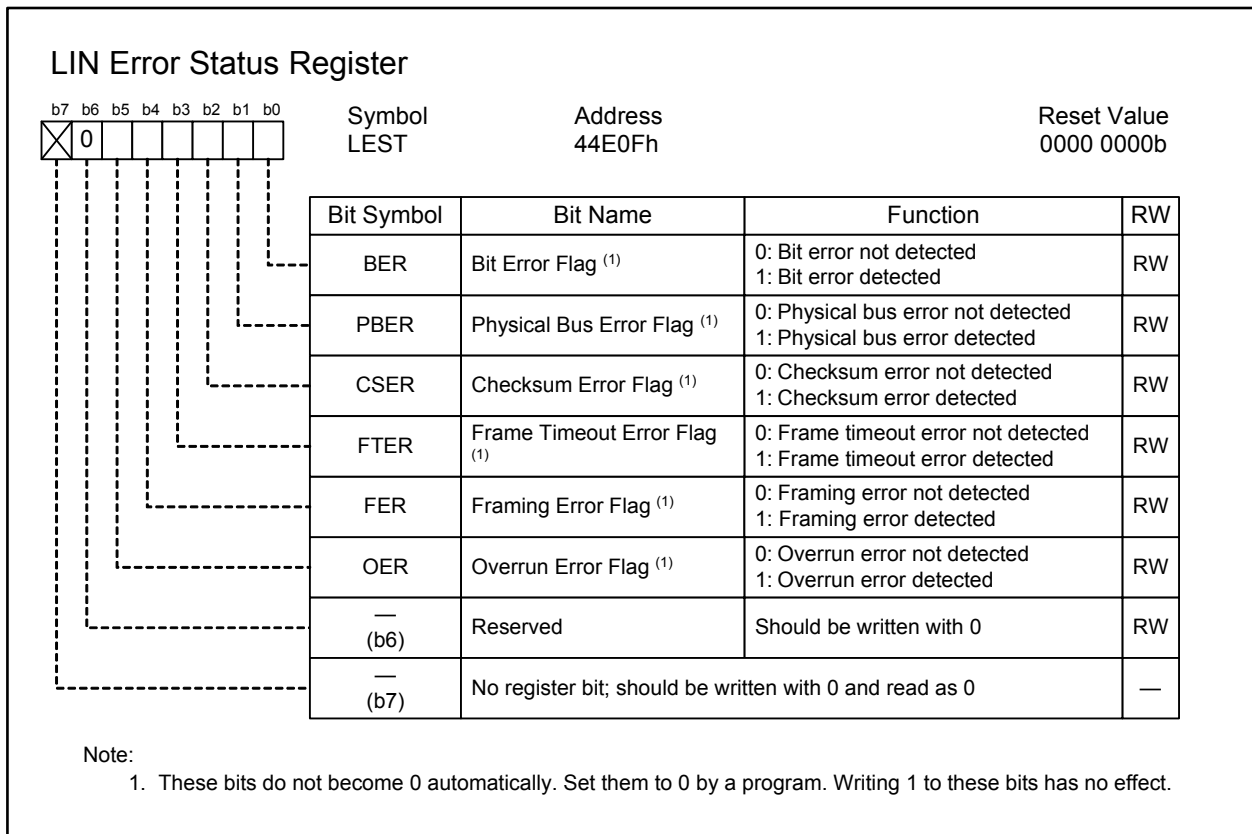 LIN Error Status Register
b7 b6 b5 b4 b3 b2 b1 b0
0
Symbol Address Reset Value
LEST 44E0Fh 0000 0000b
Bit Symbol Bit Name Function RW
BER Bit Error Flag (1) 0: Bit error not detected RW
1: Bit error detected
PBER Physical Bus Error Flag (1) 0: Physical bus error not detected RW
1: Physical bus error detected
CSER Checksum Error Flag (1) 0: Checksum error not detected RW
1: Checksum error detected
FTER Frame Timeout Error Flag 0: Frame timeout error not detected RW
(1) 1: Frame timeout error detected
FER Framing Error Flag (1) 0: Framing error not detected RW
1: Framing error detected
OER Overrun Error Flag (1) 0: Overrun error not detected RW
1: Overrun error detected
— Reserved Should be written with 0 RW
(b6)
— No register bit; should be written with 0 and read as 0 —
(b7)
Note:
1. These bits do not become 0 automatically. Set them to 0 by a program. Writing 1 to these bits has no effect.